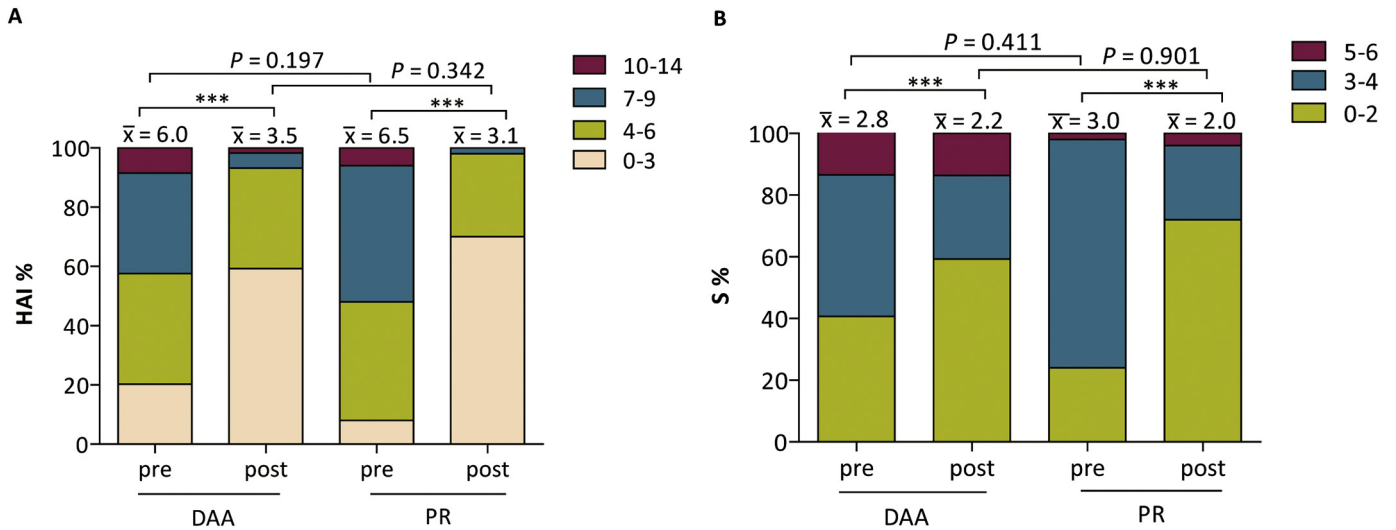 A
P = 0.197
P = 0.342
***
***
x̅ = 6.0
x̅ = 3.5
x̅ = 6.5
x̅ = 3.1
10-14
7-9
4-6
0-3
HAI %
100
80
60
40
20
0
pre
post
pre
post
DAA
PR
B
P = 0.411
P = 0.901
***
***
x̅ = 2.8
x̅ = 2.2
x̅ = 3.0
x̅ = 2.0
5-6
3-4
0-2
S %
100
80
60
40
20
0
pre
post
pre
post
DAA
PR